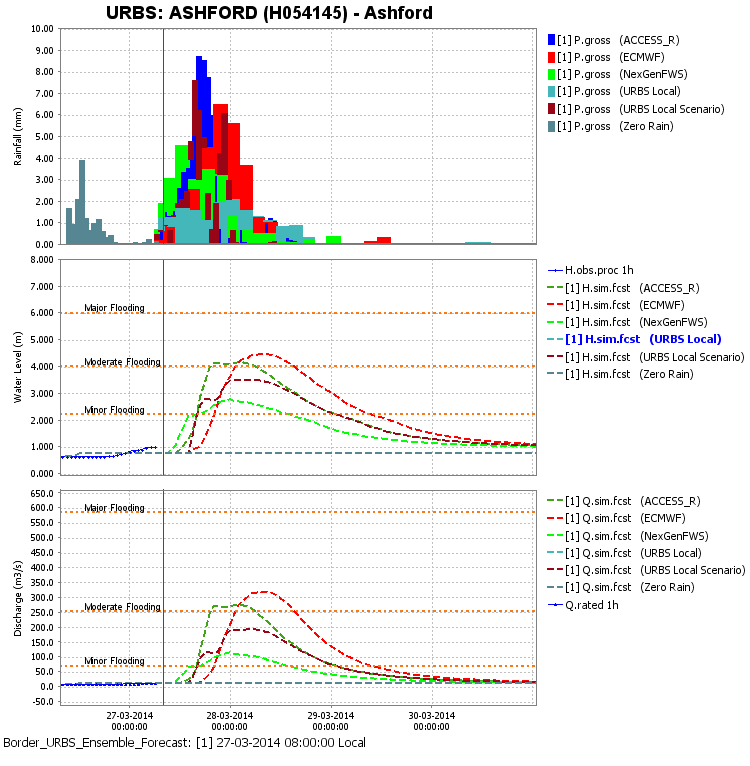 URBS: ASHFORD (H054145) - Ashford
10.00
9.00
8.00
7.00
6.00
5.00
4.00
3.00
2.00
1.00
0.00
Rainfall (mm)
[1] P.gross (ACCESS_R)
[1] P.gross (ECMWF)
[1] P.gross (NexGenFWS)
[1] P.gross (URBS Local)
[1] P.gross (URBS Local Scenario)
[1] P.gross (Zero Rain)
8.000
7.000
6.000
5.000
4.000
3.000
2.000
1.000
0.000
Water Level (m)
Major Flooding
Moderate Flooding
Minor Flooding
H.obs.proc 1h
[1] H.sim.fcst (ACCESS_R)
[1] H.sim.fcst (ECMWF)
[1] H.sim.fcst (NexGenFWS)
[1] H.sim.fcst (URBS Local)
[1] H.sim.fcst (URBS Local Scenario)
[1] H.sim.fcst (Zero Rain)
650.0
600.0
550.0
500.0
450.0
400.0
350.0
300.0
250.0
200.0
150.0
100.0
50.0
0.0
-50.0
Discharge (m3/s)
Major Flooding
Moderate Flooding
Minor Flooding
[1] Q.sim.fcst (ACCESS_R)
[1] Q.sim.fcst (ECMWF)
[1] Q.sim.fcst (NexGenFWS)
[1] Q.sim.fcst (URBS Local)
[1] Q.sim.fcst (URBS Local Scenario)
[1] Q.sim.fcst (Zero Rain)
Q.rated 1h
27-03-2014 28-03-2014 29-03-2014 30-03-2014
00:00:00 00:00:00 00:00:00 00:00:00
Border_URBS_Ensemble_Forecast: [1] 27-03-2014 08:00:00 Local